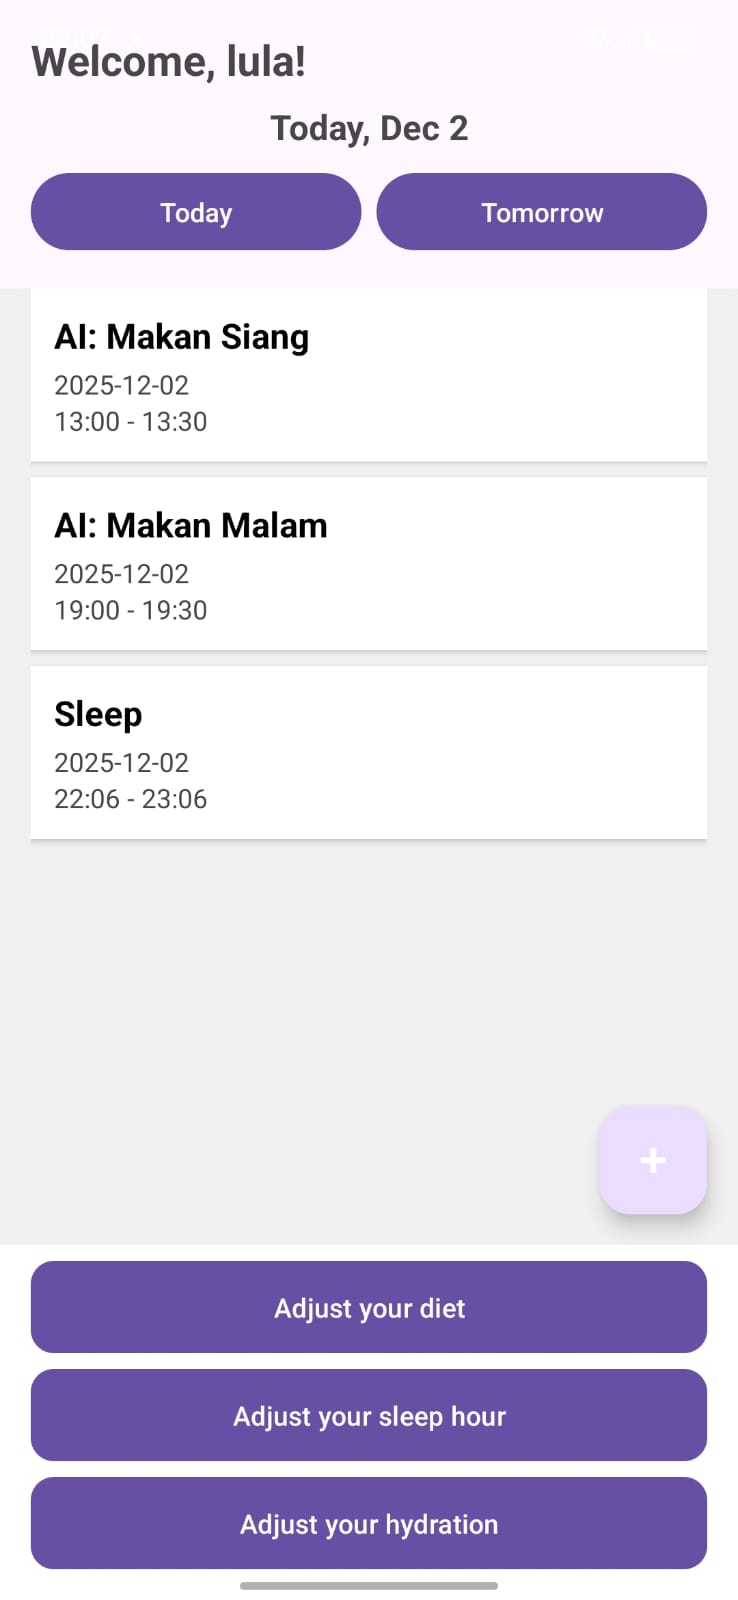 Welcome, lula!
Today, Dec 2
Today
Tomorrow
AI: Makan Siang
2025-12-02
13:00 - 13:30
AI: Makan Malam
2025-12-02
19:00 - 19:30
Sleep
2025-12-02
22:06 - 23:06
+
Adjust your diet
Adjust your sleep hour
Adjust your hydration